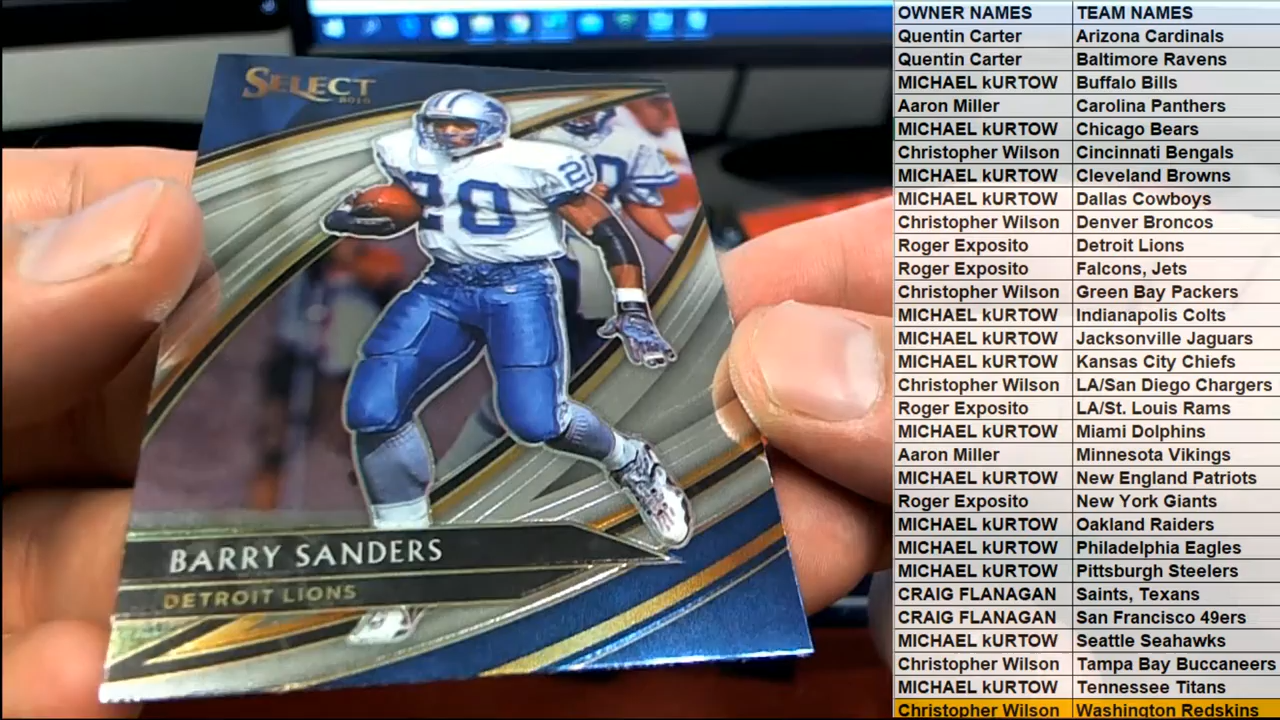 SELECT
2018
20
20
0
BARRY SANDERS
DETROIT LIONS
OWNER NAMES TEAM NAMES
Quentin Carter Arizona Cardinals
Quentin Carter Baltimore Ravens
MICHAEL kURTOW Buffalo Bills
Aaron Miller Carolina Panthers
MICHAEL kURTOW Chicago Bears
Christopher Wilson Cincinnati Bengals
MICHAEL kURTOW Cleveland Browns
MICHAEL kURTOW Dallas Cowboys
Christopher Wilson Denver Broncos
Roger Exposito Detroit Lions
Roger Exposito Falcons, Jets
Christopher Wilson Green Bay Packers
MICHAEL kURTOW Indianapolis Colts
MICHAEL kURTOW Jacksonville Jaguars
MICHAEL kURTOW Kansas City Chiefs
Christopher Wilson LA/San Diego Chargers
Roger Exposito LA/St. Louis Rams
MICHAEL kURTOW Miami Dolphins
Aaron Miller Minnesota Vikings
MICHAEL kURTOW New England Patriots
Roger Exposito New York Giants
MICHAEL kURTOW Oakland Raiders
MICHAEL kURTOW Philadelphia Eagles
MICHAEL kURTOW Pittsburgh Steelers
CRAIG FLANAGAN Saints, Texans
CRAIG FLANAGAN San Francisco 49ers
MICHAEL kURTOW Seattle Seahawks
Christopher Wilson Tampa Bay Buccaneers
MICHAEL kURTOW Tennessee Titans
Christopher Wilson Washington Redskins